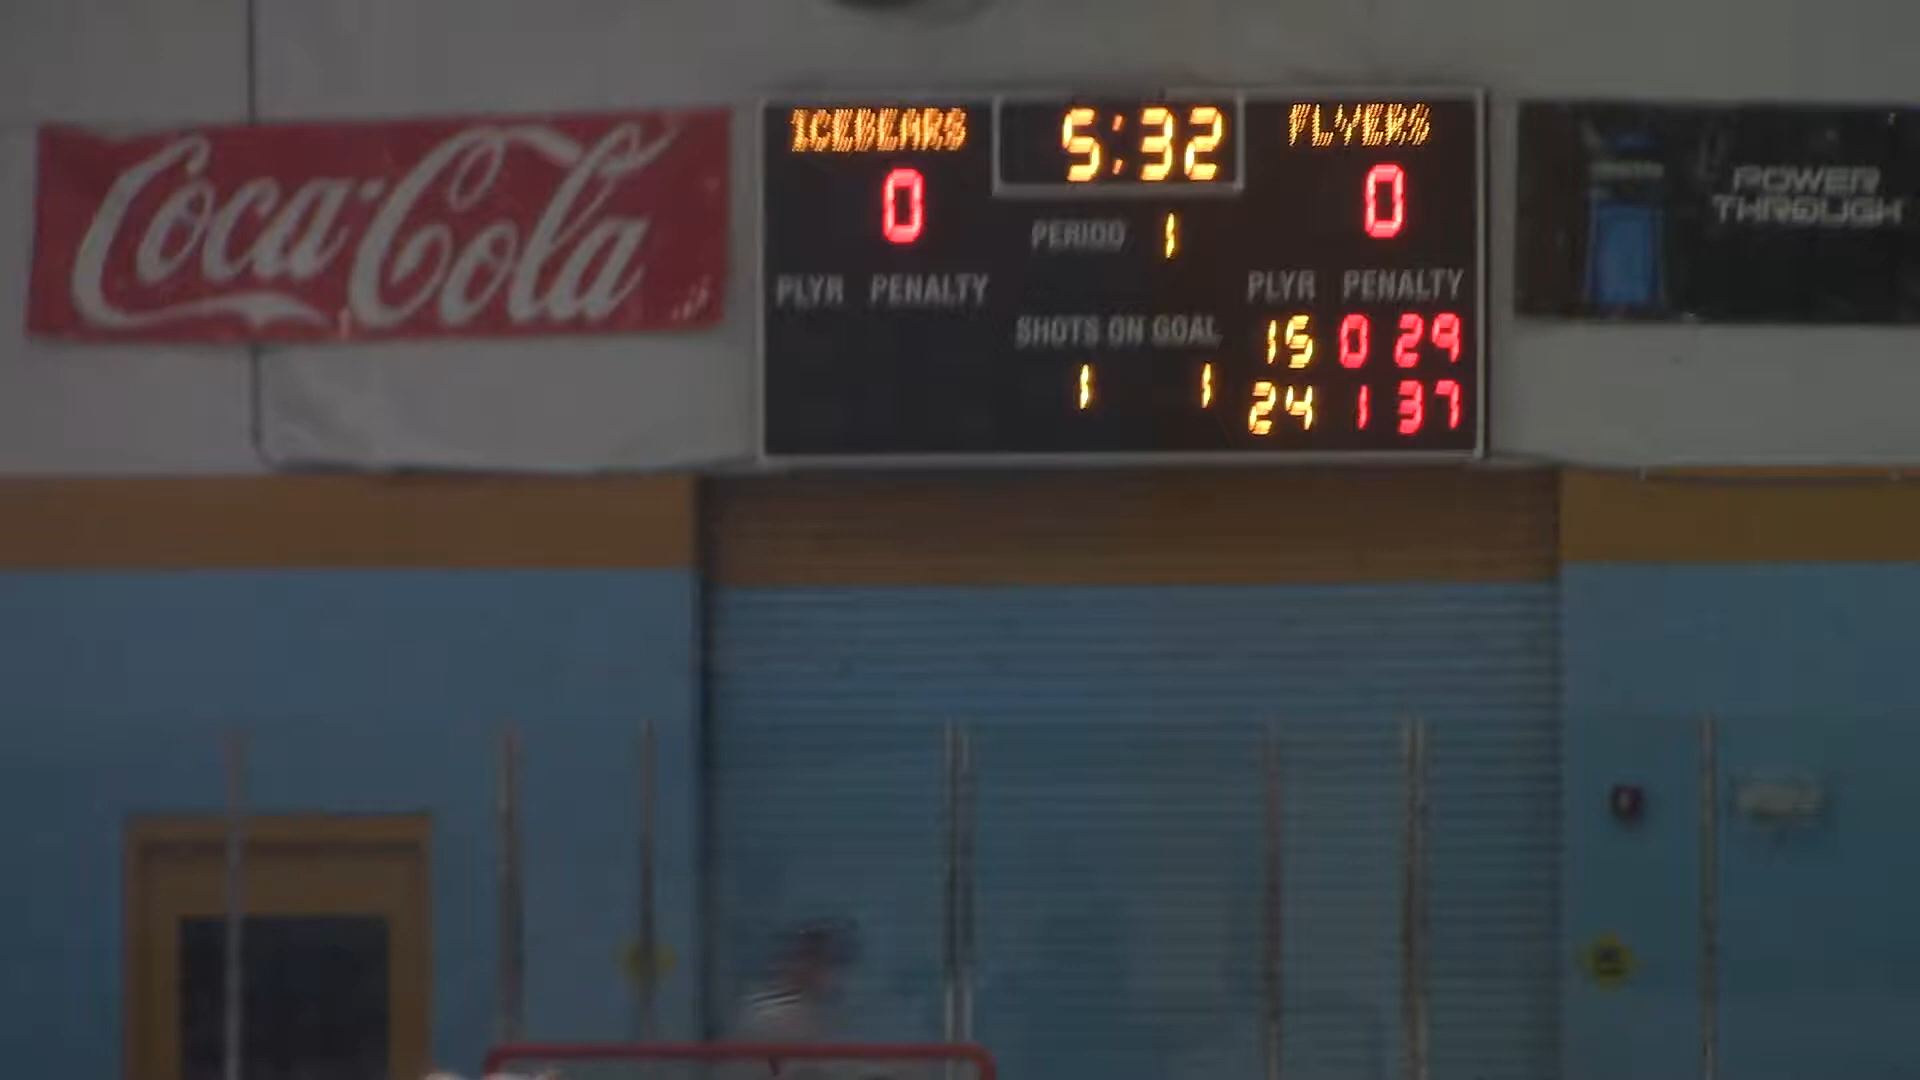 Coca-Cola
ICEBEARS 5:32 FLYERS
0 0
PERIOD 1
PLYR PENALTY PLYR PENALTY
SHOTS ON GOAL
1 1
15 0 29
24 1 37
POWER
THROUGH